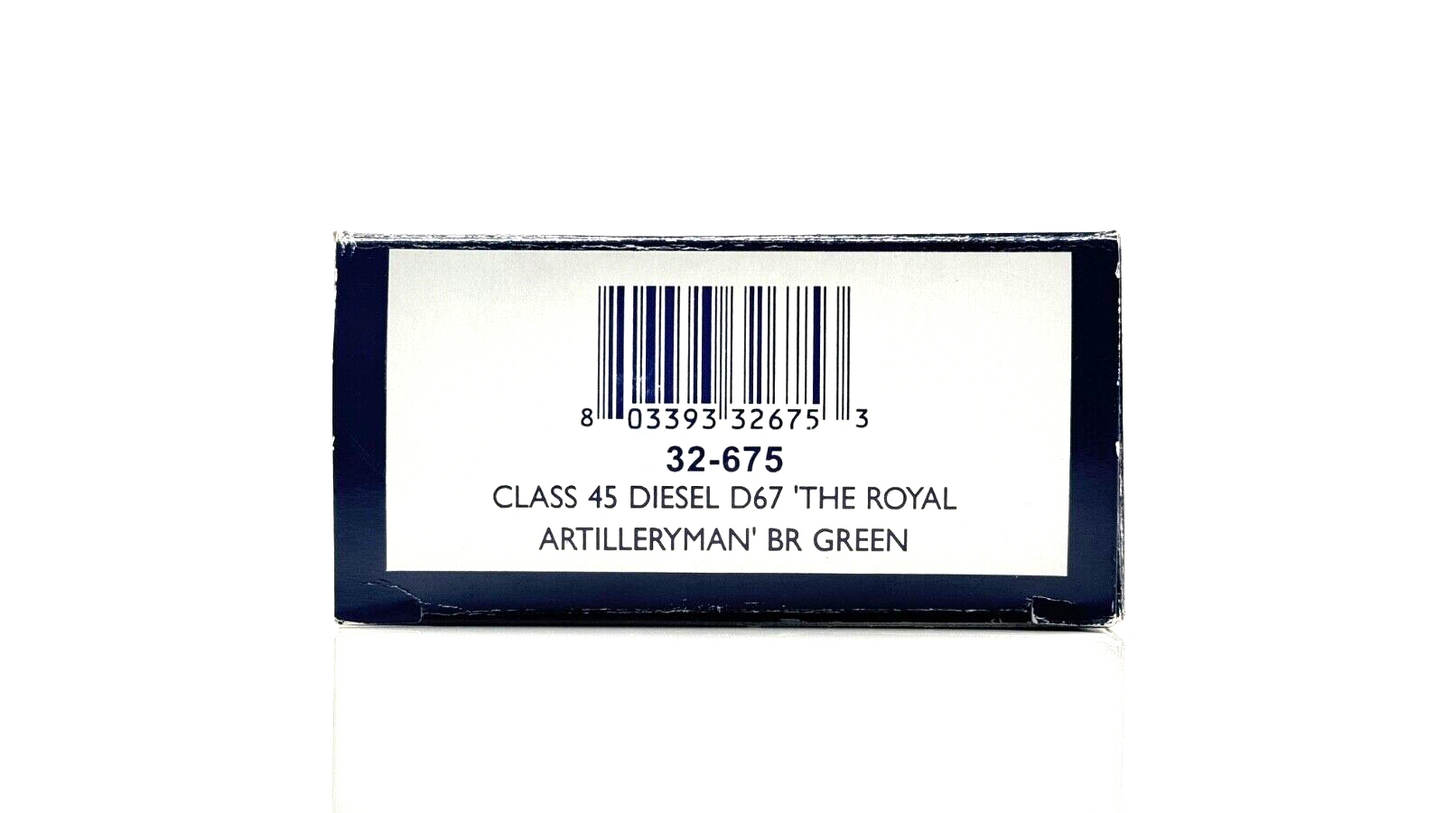 8 03393 32675 3
32-675
CLASS 45 DIESEL D67 'THE ROYAL
ARTILLERYMAN' BR GREEN